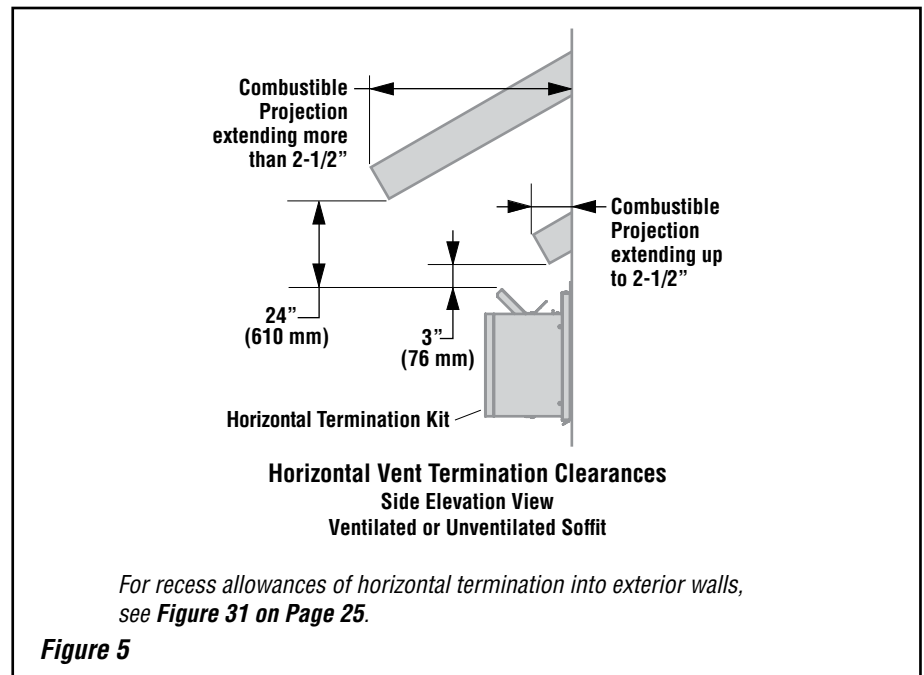 Combustible
Projection
extending more
than 2-1/2”
Combustible
Projection
extending up
to 2-1/2”
24”
(610 mm)
3”
(76 mm)
Horizontal Termination Kit
Horizontal Vent Termination Clearances
Side Elevation View
Ventilated or Unventilated Soffit
For recess allowances of horizontal termination into exterior walls,
see Figure 31 on Page 25.
Figure 5